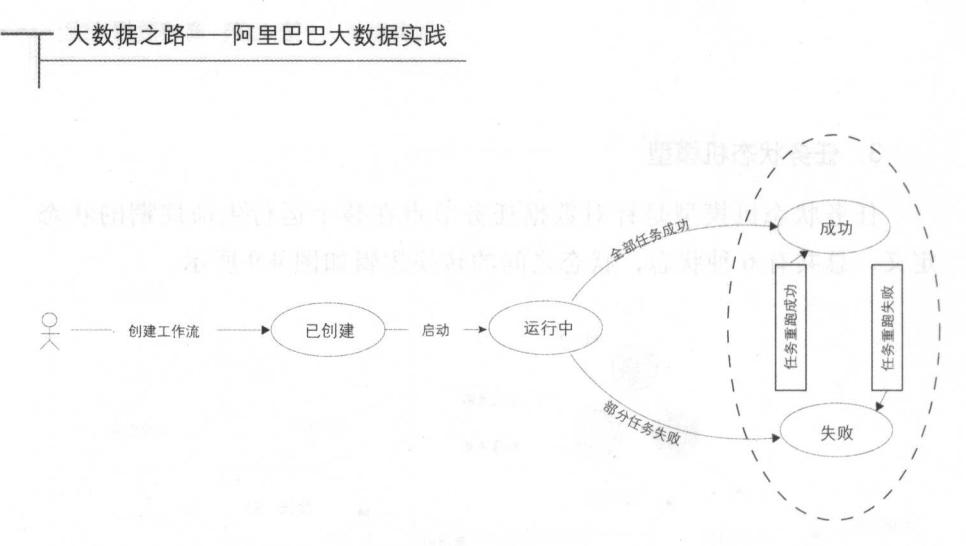 大数据之路——阿里巴巴大数据实践
全部任务成功
成功
任务重跑成功
任务重跑失败
创建工作流
已创建
启动
运行中
部分任务失败
失败